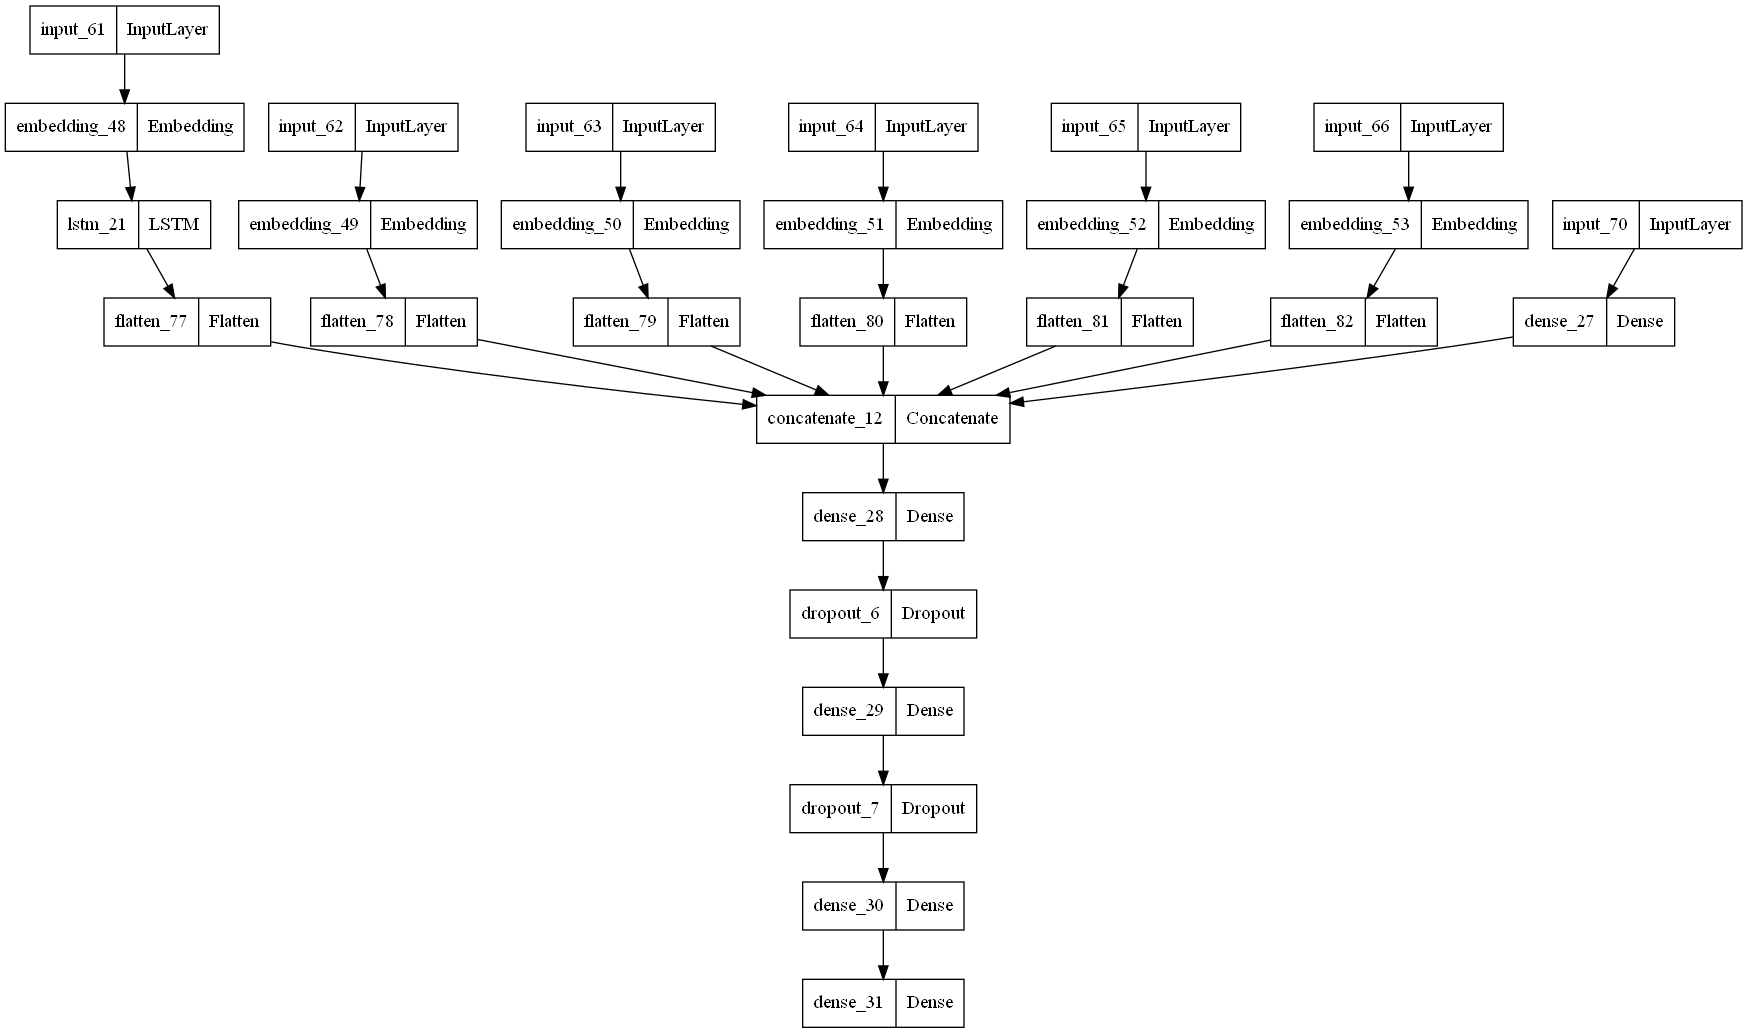 input_61 InputLayer
embedding_48 Embedding input_62 InputLayer input_63 InputLayer input_64 InputLayer input_65 InputLayer input_66 InputLayer
lstm_21 LSTM embedding_49 Embedding embedding_50 Embedding embedding_51 Embedding embedding_52 Embedding embedding_53 Embedding input_70 InputLayer
flatten_77 Flatten flatten_78 Flatten flatten_79 Flatten flatten_80 Flatten flatten_81 Flatten flatten_82 Flatten dense_27 Dense
concatenate_12 Concatenate
dense_28 Dense
dropout_6 Dropout
dense_29 Dense
dropout_7 Dropout
dense_30 Dense
dense_31 Dense